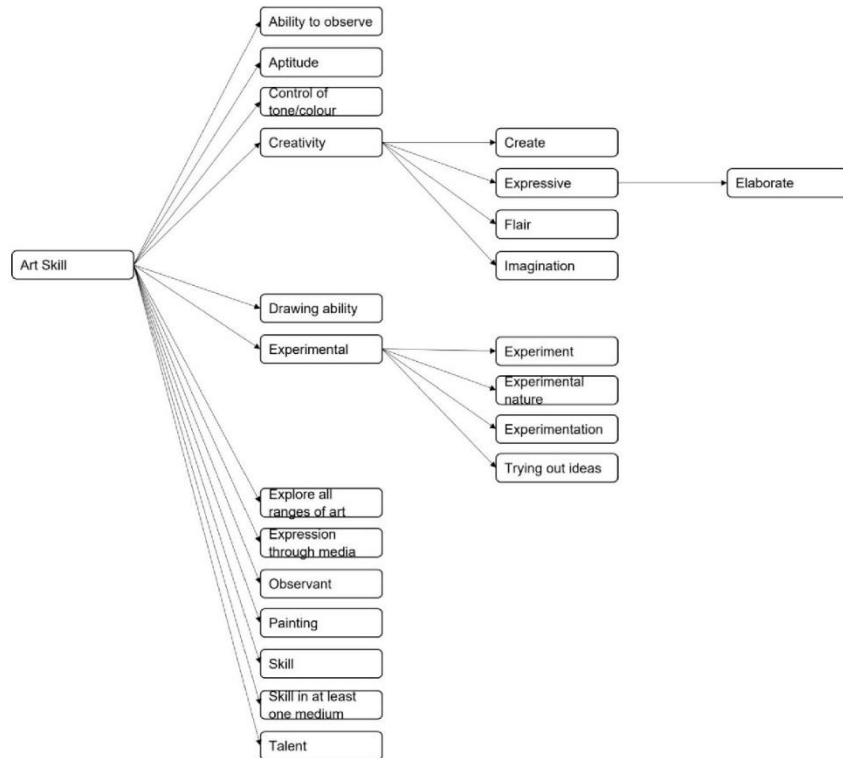 Ability to observe
Aptitude
Control of
tone/colour
Creativity
Create
Expressive
Elaborate
Flair
Art Skill
Imagination
Drawing ability
Experimental
Experiment
Experimental
nature
Experimentation
Trying out ideas
Explore all
ranges of art
Expression
through media
Observant
Painting
Skill
Skill in at least
one medium
Talent